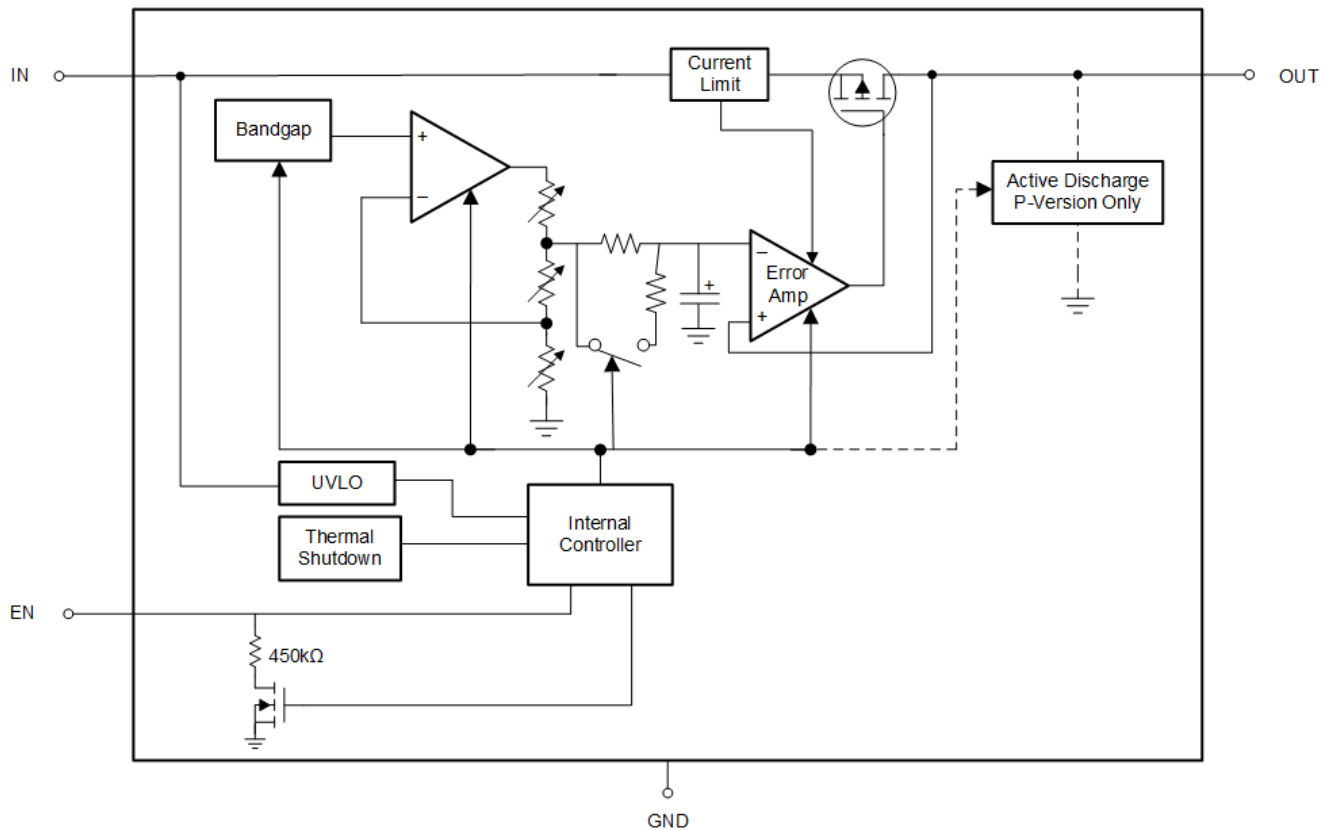 IN
Current
Limit
OUT
Bandgap
+
−
Active Discharge
P-Version Only
+
−
Error
Amp
+
UVLO
Thermal
Shutdown
Internal
Controller
EN
450kΩ
GND